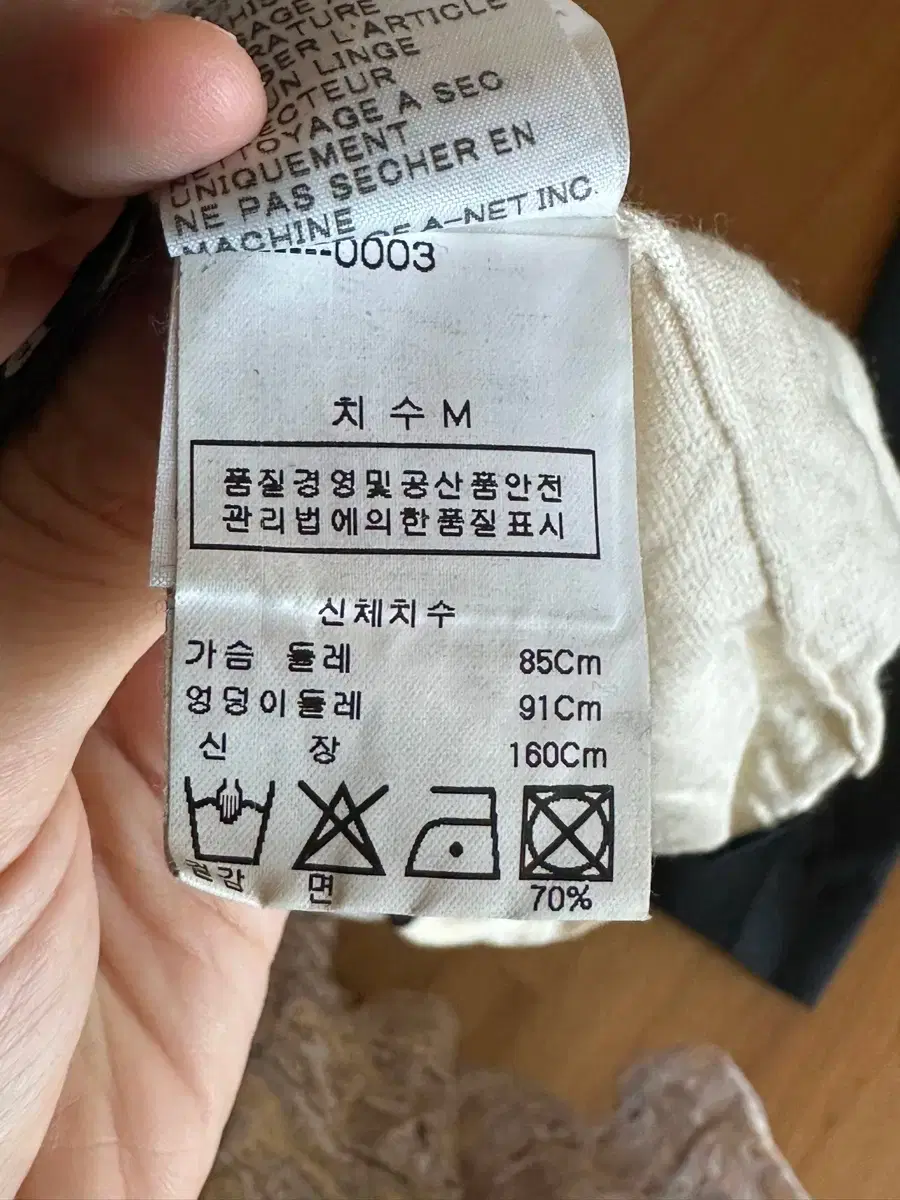 RATURE
GER L'ARTICLE
UN LINGE
ECTEUR
NETTOYAGE A SEC
UNIQUEMENT
NE PAS SECHER EN
MACHINE
A-NET INC.
----0003
치 수 M
품질경영및공산품안전
관리법에의한품질표시
신체치수
가슴 둘레 85Cm
엉덩이둘레 91Cm
신 장 160Cm
겉감 면 70%